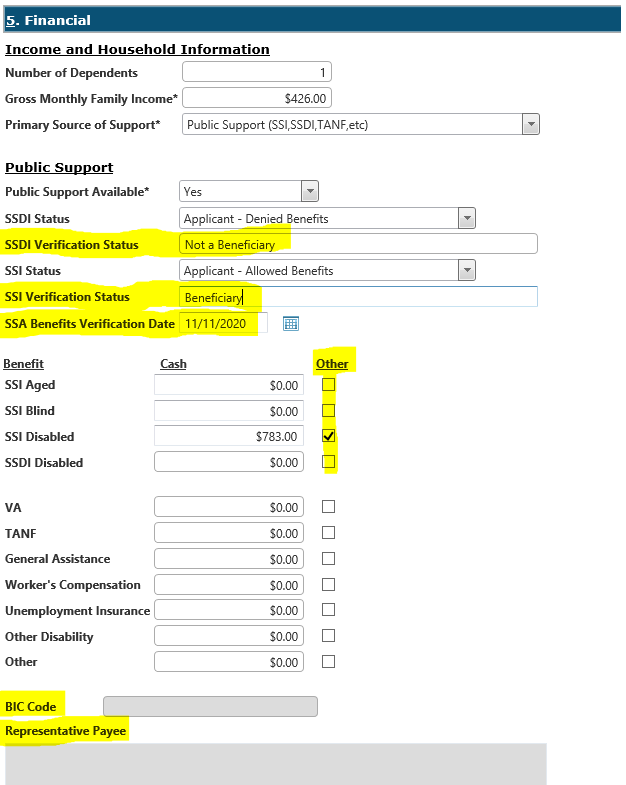 5. Financial
Income and Household Information
Number of Dependents 1
Gross Monthly Family Income* $426.00
Primary Source of Support* Public Support (SSI,SSDI,TANF,etc)
Public Support
Public Support Available* Yes
SSDI Status Applicant - Denied Benefits
SSDI Verification Status Not a Beneficiary
SSI Status Applicant - Allowed Benefits
SSI Verification Status Beneficiary
SSA Benefits Verification Date 11/11/2020
Benefit Cash Other
SSI Aged $0.00
SSI Blind $0.00
SSI Disabled $783.00
SSDI Disabled $0.00
VA $0.00
TANF $0.00
General Assistance $0.00
Worker's Compensation $0.00
Unemployment Insurance $0.00
Other Disability $0.00
Other $0.00
BIC Code
Representative Payee